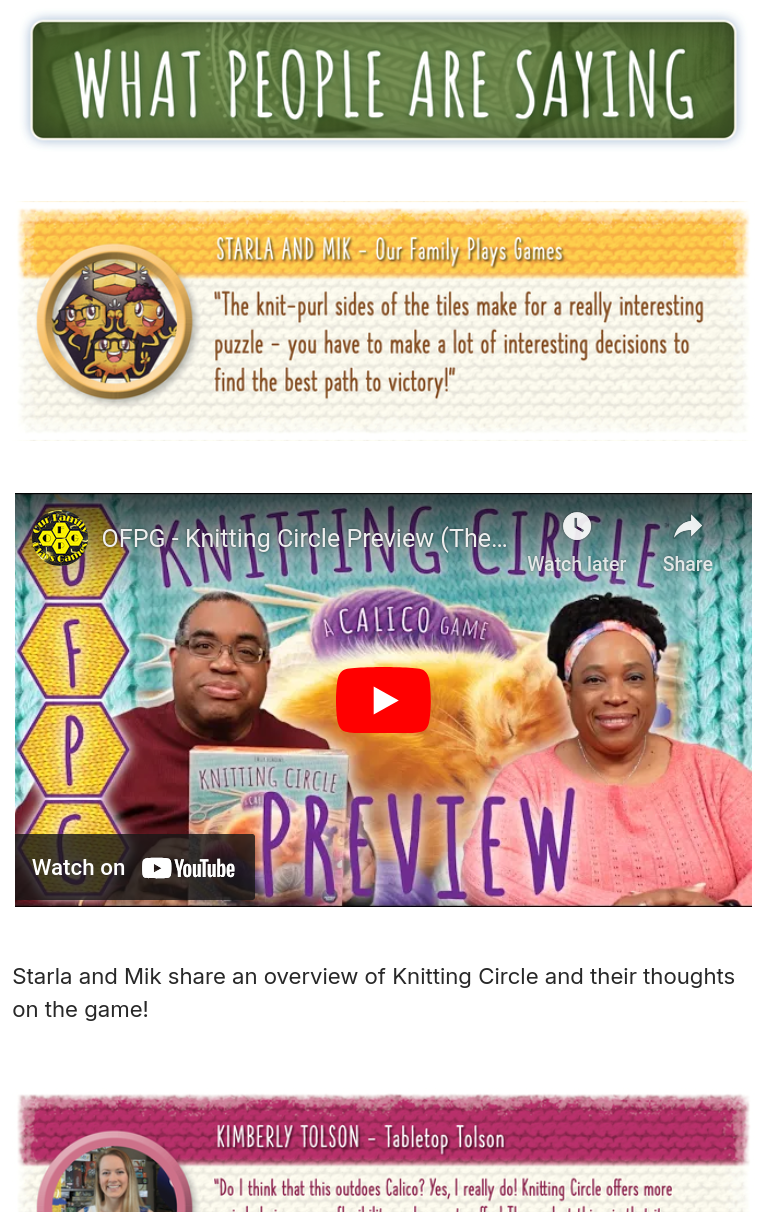 WHAT PEOPLE ARE SAYING
STARLA AND MIK - Our Family Plays Games
"The knit-purl sides of the tiles make for a really interesting
puzzle - you have to make a lot of interesting decisions to
find the best path to victory!"
OFPG - Knitting Circle Preview (The...
Watch later
Share
KNITTING CIRCLE
A CALICO GAME
F
P
KNITTING CIRCLE
PREVIEW
Watch on YouTube
Starla and Mik share an overview of Knitting Circle and their thoughts
on the game!
KIMBERLY TOLSON - Tabletop Tolson
"Do I think that this outdoes Calico? Yes, I really do! Knitting Circle offers more